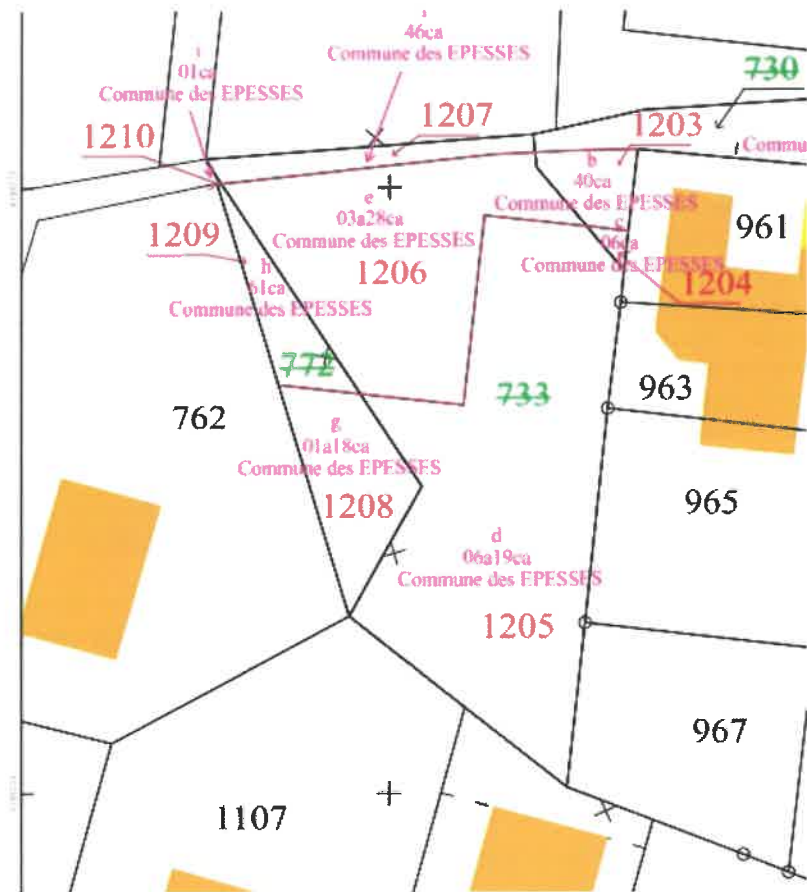 46ca
Commune des EPESSES
01ca
Commune des EPESSES
730
1210
1207
1203
Commu
b
40ca
Commune des EPESSES
e
03a28ca
Commune des EPESSES
1206
961
1209
c
06ca
Commune des EPESSES
1204
h
61ca
Commune des EPESSES
772
733
963
762
g
01a18ca
Commune des EPESSES
1208
965
d
06a19ca
Commune des EPESSES
1205
967
1107